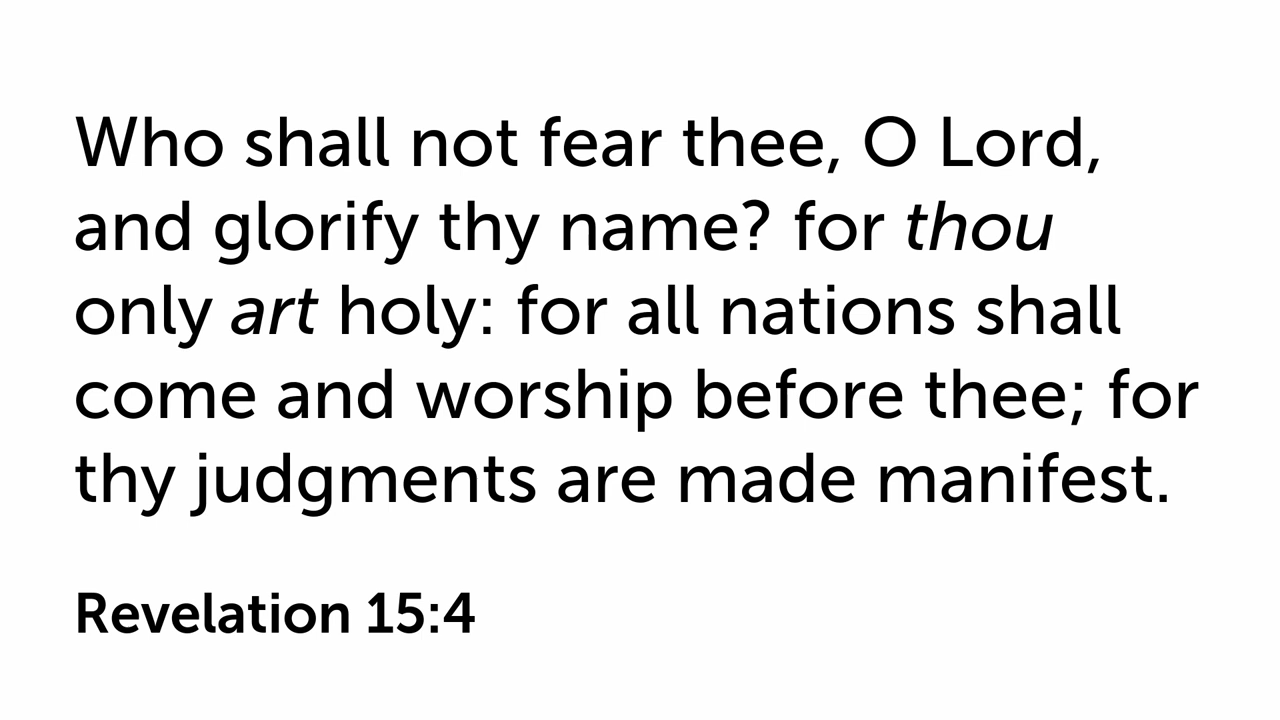 Who shall not fear thee, O Lord,
and glorify thy name? for thou
only art holy: for all nations shall
come and worship before thee; for
thy judgments are made manifest.
Revelation 15:4